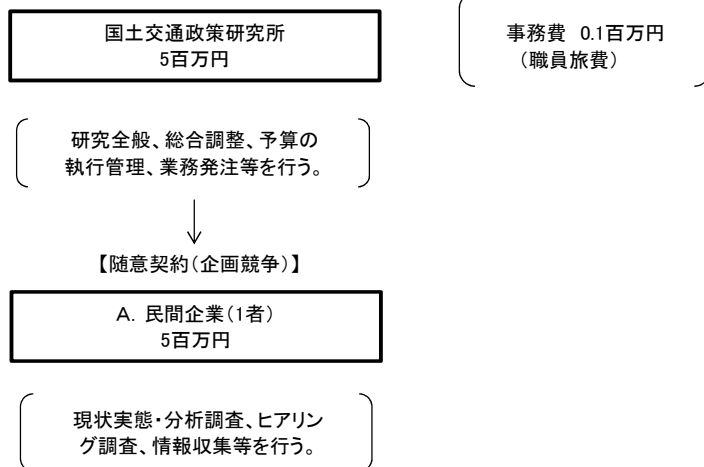 国土交通政策研究所
5百万円
事務費 0.1百万円
（職員旅費）
研究全般、総合調整、予算の
執行管理、業務発注等を行う。
【随意契約（企画競争）】
A．民間企業（1者）
5百万円
現状実態・分析調査、ヒアリン
グ調査、情報収集等を行う。